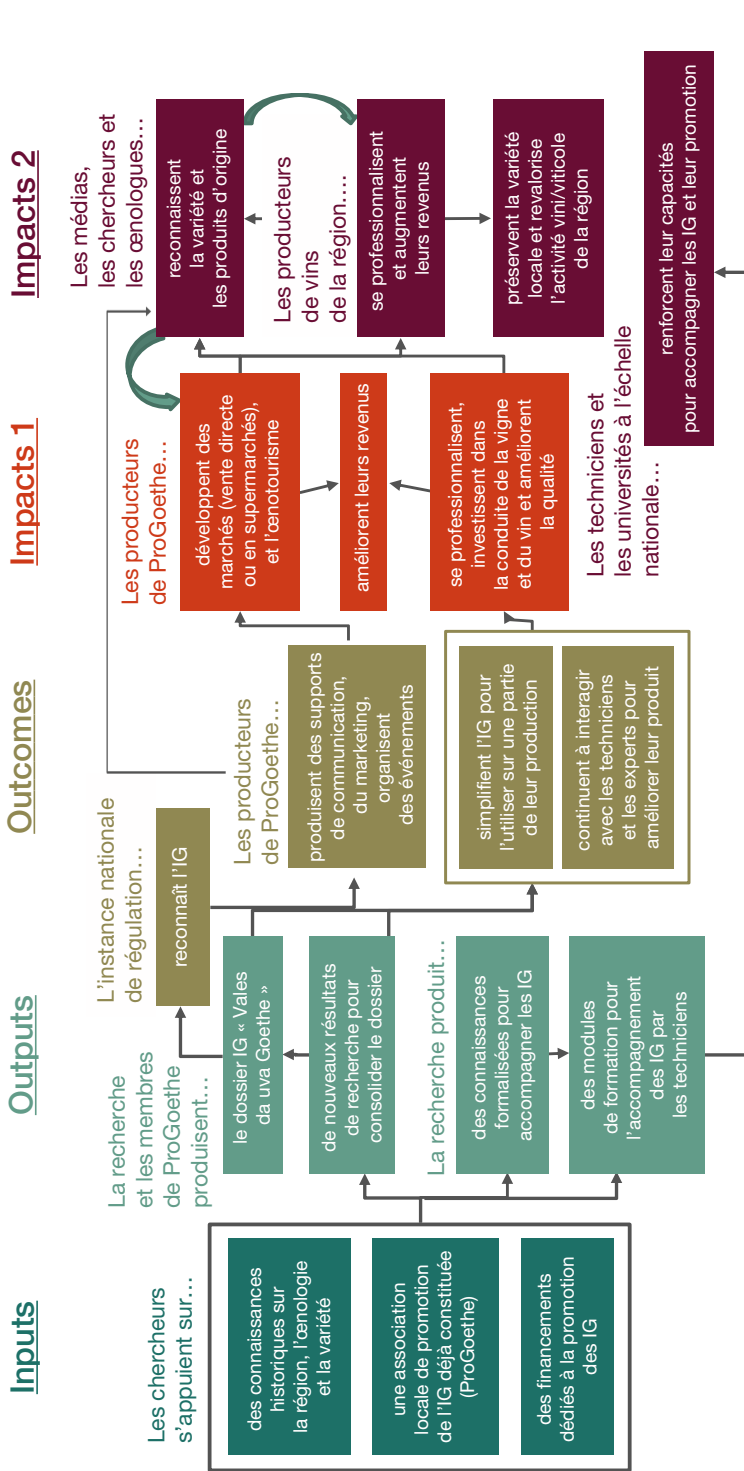 Inputs
Les chercheurs
s’appuient sur…
des connaissances
historiques sur
la région, l’œnologie
et la variété
une association
locale de promotion
de l’IG déjà constituée
(ProGoethe)
des financements
dédiés à la promotion
des IG
Outputs
La recherche
et les membres
de ProGoethe
produisent…
le dossier IG « Vales
da uva Goethe »
de nouveaux résultats
de recherche pour
consolider le dossier
La recherche produit…
des connaissances
formalisées pour
accompagner les IG
des modules
de formation pour
l’accompagnement
des IG par
les techniciens
Outcomes
L’instance nationale
de régulation…
reconnaît l’IG
Les producteurs
de ProGoethe…
produisent des supports
de communication,
du marketing,
organisent
des événements
simplifient l’IG pour
l’utiliser sur une partie
de leur production
continuent à interagir
avec les techniciens
et les experts pour
améliorer leur produit
Impacts 1
Les producteurs
de ProGoethe…
développent des
marchés (vente directe
ou en supermarchés),
et l’œnotourisme
améliorent leurs revenus
se professionnalisent,
investissent dans
la conduite de la vigne
et du vin et améliorent
la qualité
Impacts 2
Les médias,
les chercheurs et
les œnologues…
reconnaissent
la variété et
les produits d’origine
Les producteurs
de vins
de la région….
se professionnalisent
et augmentent
leurs revenus
préservent la variété
locale et revalorise
l’activité vini/viticole
de la région
Les techniciens et
les universités à l’échelle
nationale…
renforcent leur capacités
pour accompagner les IG et leur promotion